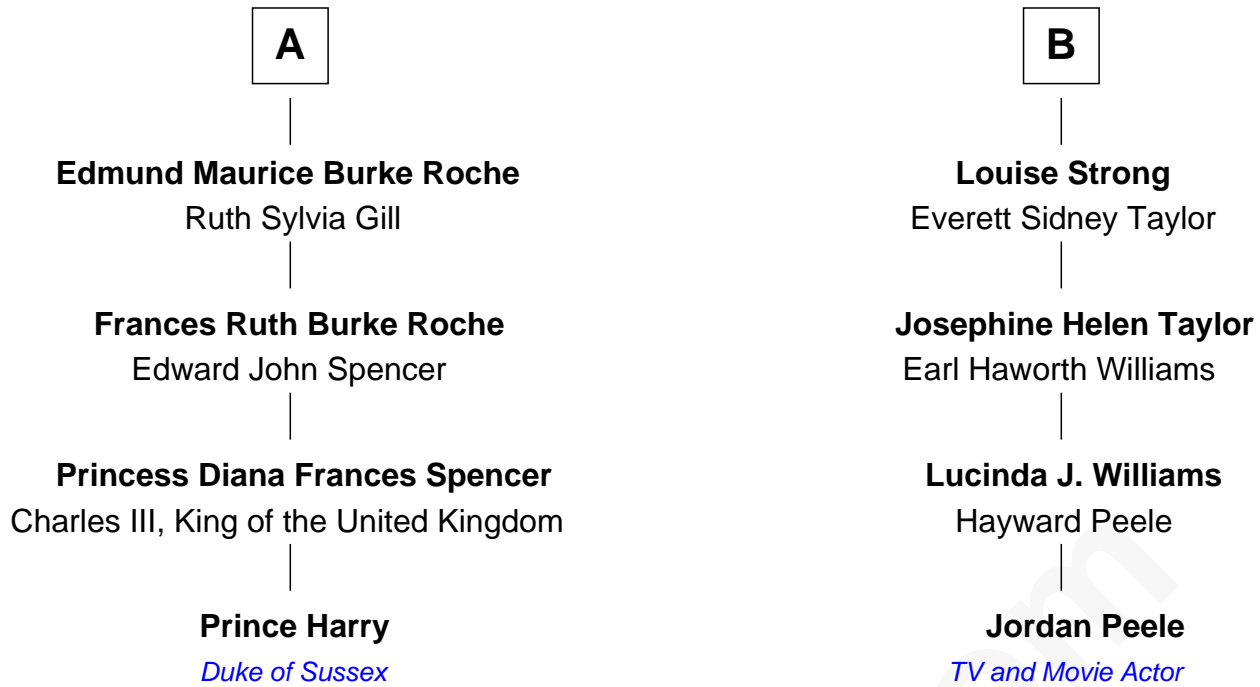 A
B
Edmund Maurice Burke Roche
Ruth Sylvia Gill
Louise Strong
Everett Sidney Taylor
Frances Ruth Burke Roche
Edward John Spencer
Josephine Helen Taylor
Earl Haworth Williams
Princess Diana Frances Spencer
Charles III, King of the United Kingdom
Lucinda J. Williams
Hayward Peele
Prince Harry
Duke of Sussex
Jordan Peele
TV and Movie Actor